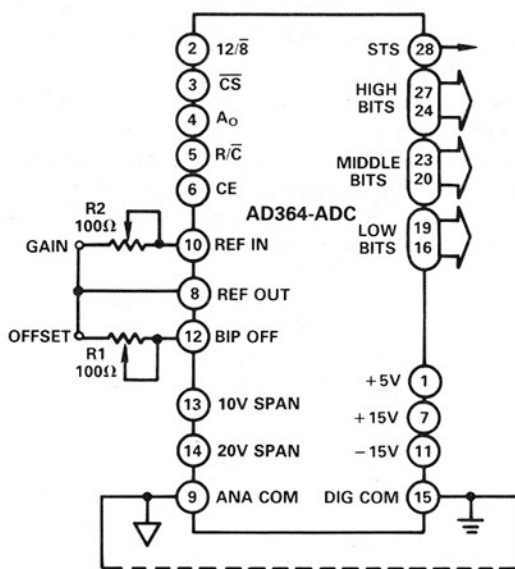 2 12/8̅
3 C̅S̅
4 A₀
5 R/C̅
6 CE
AD364-ADC
R2
100Ω
GAIN
10 REF IN
8 REF OUT
OFFSET
12 BIP OFF
R1
100Ω
13 10V SPAN
14 20V SPAN
9 ANA COM
STS 28
HIGH
BITS
27
24
MIDDLE
BITS
23
20
LOW
BITS
19
16
+5V 1
+15V 7
−15V 11
DIG COM 15